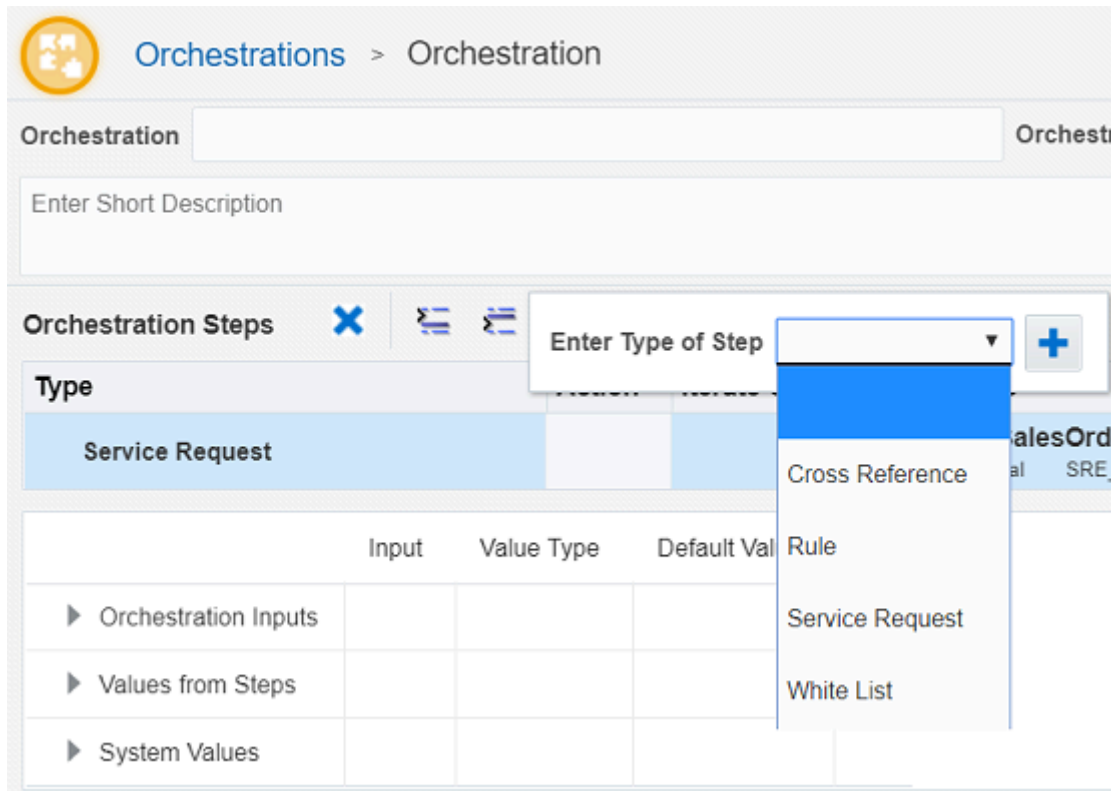 Orchestrations > Orchestration
Orchestration
Enter Short Description
Orchestration Steps
Enter Type of Step
Type
Service Request
Cross Reference
Rule
Service Request
White List
Input Value Type
Orchestration Inputs
Values from Steps
System Values